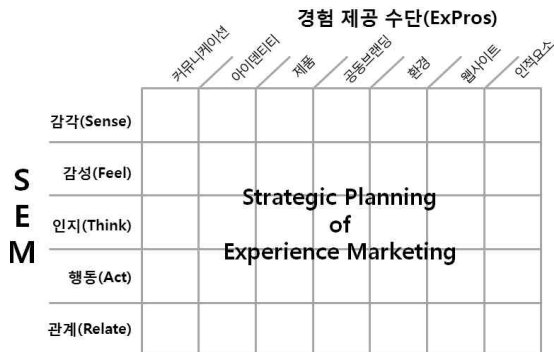 경험 제공 수단(ExPros)
커뮤니케이션
아이덴티티
제품
공동브랜딩
환경
웹사이트
인적요소
감각(Sense)
감성(Feel)
인지(Think)
행동(Act)
관계(Relate)
S
E
M
Strategic Planning
of
Experience Marketing